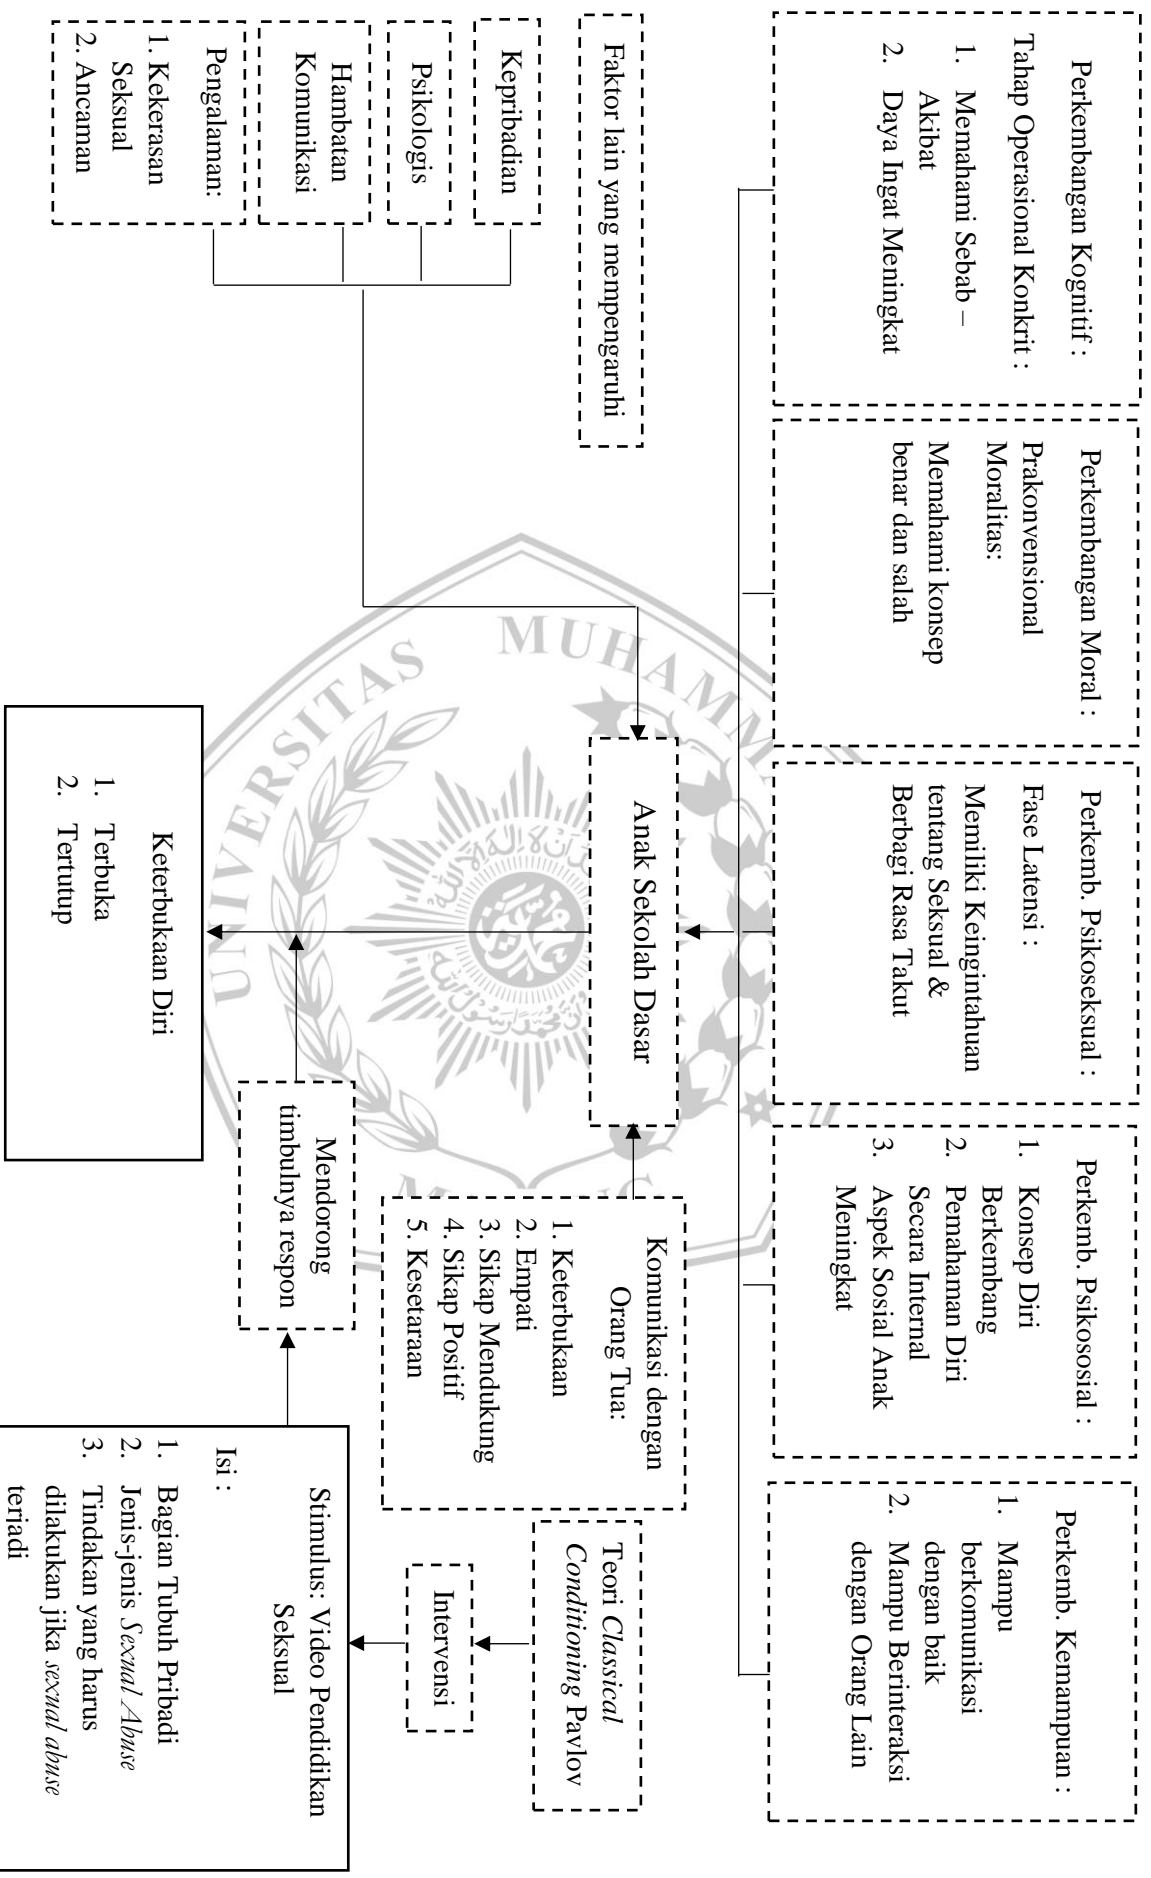 Perkembangan Kognitif :
Tahap Operasional Konkrit :
1. Memahami Sebab –
Akibat
2. Daya Ingat Meningkat
Perkembangan Moral :
Prakonvensional
Moralitas:
Memahami konsep
benar dan salah
Perkemb. Psikoseksual :
Fase Latensi :
Memiliki Keingintahuan
tentang Seksual &
Berbagi Rasa Takut
Perkemb. Psikososial :
1. Konsep Diri
Berkembang
2. Pemahaman Diri
Secara Internal
3. Aspek Sosial Anak
Meningkat
Perkemb. Kemampuan :
1. Mampu
berkomunikasi
dengan baik
2. Mampu Berinteraksi
dengan Orang Lain
Faktor lain yang mempengaruhi
Kepribadian
Psikologis
Hambatan
Komunikasi
Pengalaman:
1. Kekerasan
Seksual
2. Ancaman
Anak Sekolah Dasar
Komunikasi dengan
Orang Tua:
1. Keterbukaan
2. Empati
3. Sikap Mendukung
4. Sikap Positif
5. Kesetaraan
Teori Classical
Conditioning Pavlov
Intervensi
Mendorong
timbulnya respon
Stimulus: Video Pendidikan
Seksual
Isi :
1. Bagian Tubuh Pribadi
2. Jenis-jenis Sexual Abuse
3. Tindakan yang harus
dilakukan jika sexual abuse
terjadi
Keterbukaan Diri
1. Terbuka
2. Tertutup
UNIVERSITAS MUHAMM